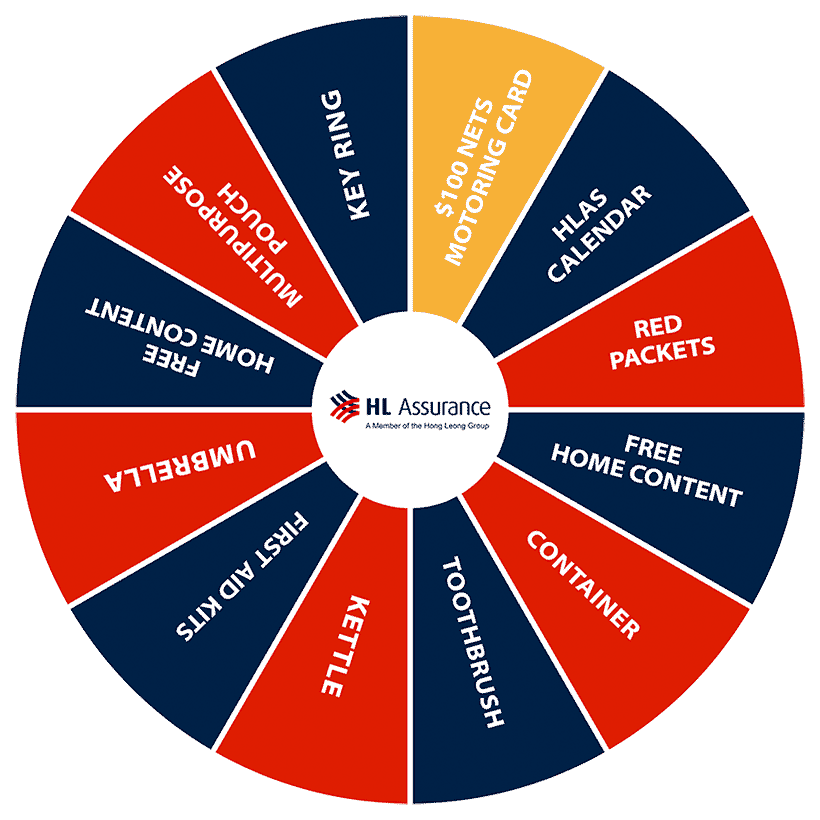 $100 NETS
MOTORING CARD
HLAS
CALENDAR
RED
PACKETS
FREE
HOME CONTENT
CONTAINER
TOOTHBRUSH
KETTLE
FIRST AID KITS
UMBRELLA
FREE
HOME CONTENT
MULTIPURPOSE
POUCH
KEY RING
HL Assurance
A Member of the Hong Leong Group